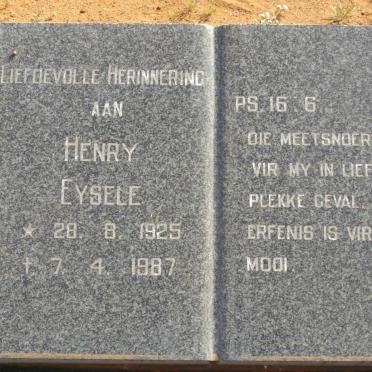 LIEFDEVOLLE HERINNERING
AAN
HENRY
EYSELE
* 28. 8. 1925
† 7. 4. 1987
PS. 16. 6.
DIE MEETSNOER
VIR MY IN LIEF
PLEKKE GEVAL.
ERFENIS IS VIR
MOOI.